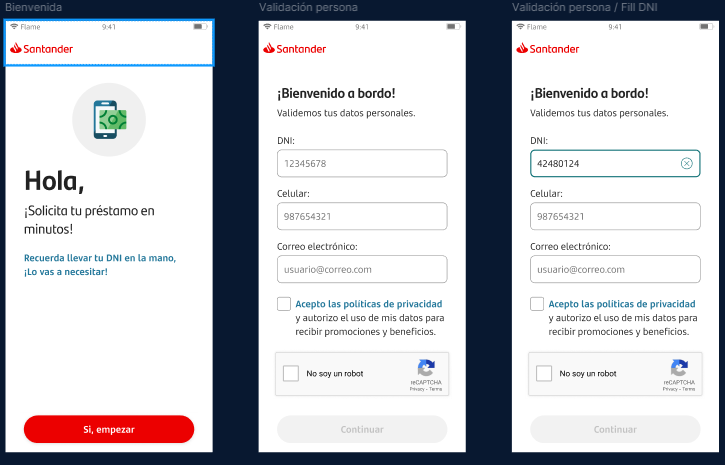 Bienvenida
Flame
9:41
Santander
Hola,
¡Solicita tu préstamo en
minutos!
Recuerda llevar tu DNI en la mano,
¡Lo vas a necesitar!
Si, empezar
Validación persona
Flame
9:41
Santander
¡Bienvenido a bordo!
Validemos tus datos personales.
DNI:
12345678
Celular:
987654321
Correo electrónico:
usuario@correo.com
Acepto las políticas de privacidad
y autorizo el uso de mis datos para
recibir promociones y beneficios.
No soy un robot
reCAPTCHA
Privacy - Terms
Continuar
Validación persona / Fill DNI
Flame
9:41
Santander
¡Bienvenido a bordo!
Validemos tus datos personales.
DNI:
42480124
Celular:
987654321
Correo electrónico:
usuario@correo.com
Acepto las políticas de privacidad
y autorizo el uso de mis datos para
recibir promociones y beneficios.
No soy un robot
reCAPTCHA
Privacy - Terms
Continuar